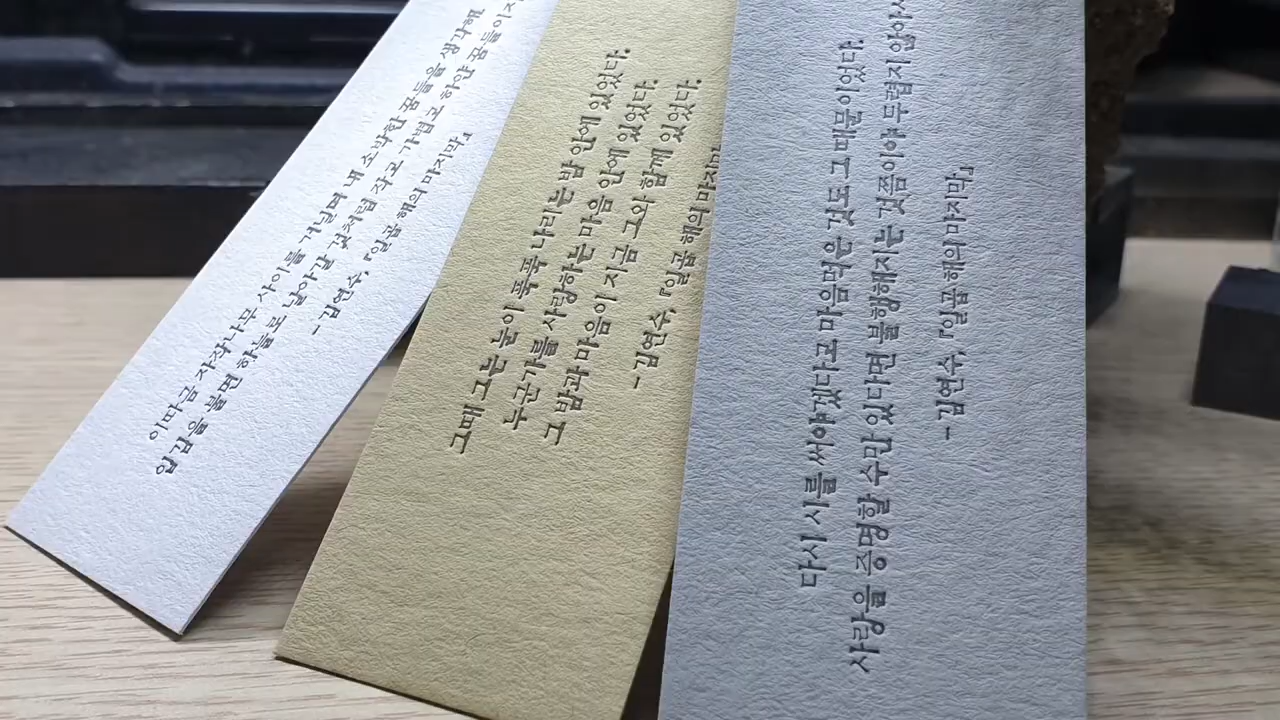 이따금 자작나무 사이를 거닐며 내 소박한 꿈들을 생각해
입김을 불면 하늘로 날아갈 것처럼 작고 가볍고 하얀 꿈들이지
- 김연수, 『일곱 해의 마지막』
그때 그는 눈이 푹푹 나리는 밤 안에 있었다.
누군가를 사랑하는 마음 안에 있었다.
그 밤과 마음이 지금 그와 함께 있었다.
- 김연수, 『일곱 해의 마지막
다시 시를 써야겠다고 마음먹은 것도 그 때문이었다.
사랑을 증명할 수만 있다면 불행해지는 것쯤이야 두렵지 않아서
- 김연수, 『일곱 해의 마지막』